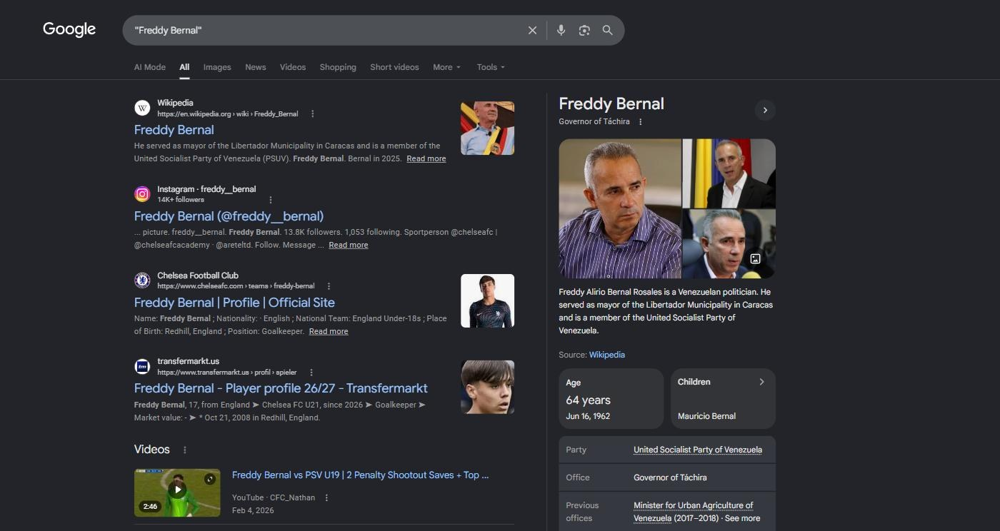 Google
"Freddy Bernal"
AI Mode All Images News Videos Shopping Short videos More Tools
Wikipedia
https://en.wikipedia.org › wiki › Freddy_Bernal
Freddy Bernal
He served as mayor of the Libertador Municipality in Caracas and is a member of the
United Socialist Party of Venezuela (PSUV). Freddy Bernal. Bernal in 2025. Read more
Instagram · freddy__bernal
14K+ followers
Freddy Bernal (@freddy__bernal)
... picture. freddy__bernal. Freddy Bernal. 13.8K followers. 1,053 following. Sportperson @chelseafc |
@chelseafcacademy · @areteltd. Follow. Message ... Read more
Chelsea Football Club
https://www.chelseafc.com › teams › freddy-bernal
Freddy Bernal | Profile | Official Site
Name: Freddy Bernal ; Nationality: · English ; National Team: England Under-18s ; Place
of Birth: Redhill, England ; Position: Goalkeeper. Read more
transfermarkt.us
https://www.transfermarkt.us › profil › spieler
Freddy Bernal - Player profile 26/27 - Transfermarkt
Freddy Bernal, 17, from England ➤ Chelsea FC U21, since 2026 ➤ Goalkeeper ➤
Market value: - ➤ * Oct 21, 2008 in Redhill, England.
Videos
2:46
Freddy Bernal vs PSV U19 | 2 Penalty Shootout Saves + Top ...
YouTube · CFC_Nathan
Feb 4, 2026
Freddy Bernal
Governor of Táchira
Freddy Alirio Bernal Rosales is a Venezuelan politician. He
served as mayor of the Libertador Municipality in Caracas
and is a member of the United Socialist Party of
Venezuela.
Source: Wikipedia
Age
64 years
Jun 16, 1962
Children
Mauricio Bernal
Party United Socialist Party of Venezuela
Office Governor of Táchira
Previous offices Minister for Urban Agriculture of
Venezuela (2017–2018) · See more